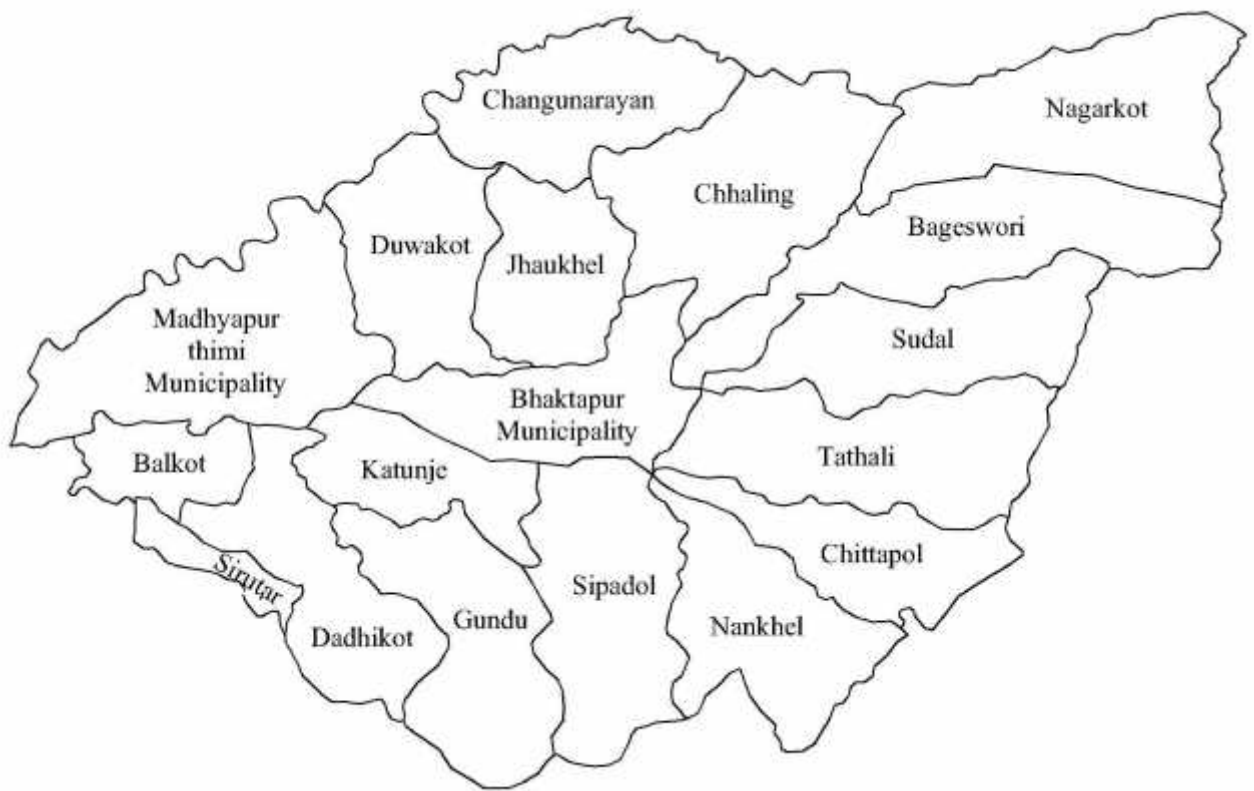 Changunarayan
Nagarkot
Chhaling
Bageswori
Duwakot
Jhaukhel
Madhyapur
thimi
Municipality
Sudal
Bhaktapur
Municipality
Balkot
Katunje
Tathali
Sirutar
Chittapol
Sipadol
Gundu
Nankhel
Dadhikot